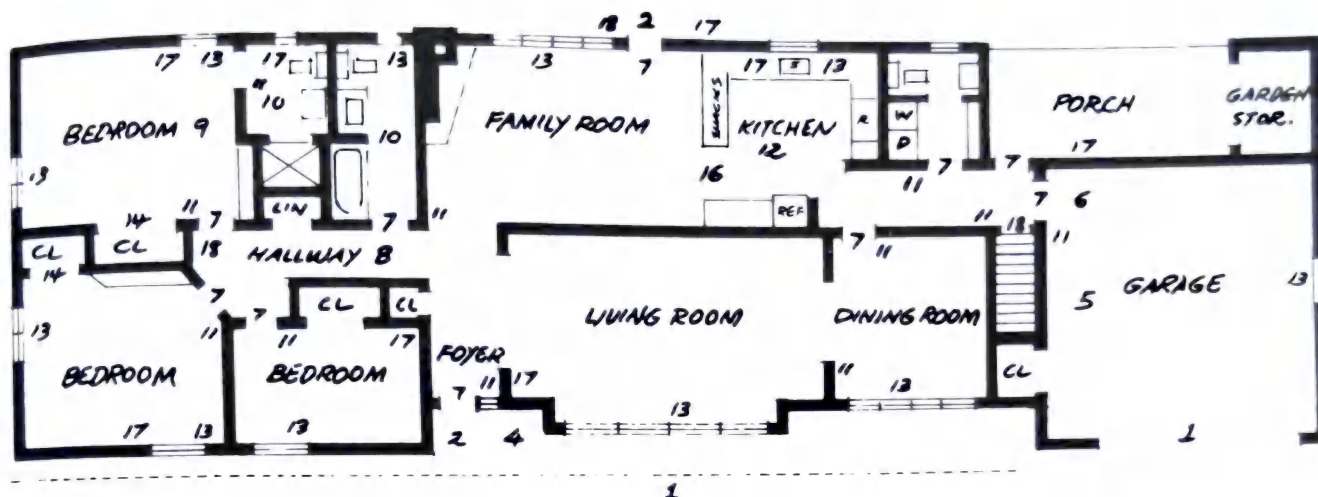 18 2 17
17 13 17 13 13 7 17 S 13
11
10
BEDROOM 9 FAMILY ROOM KITCHEN W PORCH GARDEN
STOR.
10 R D
12
13 16 11 7 7 17
LIN 7 6
14 11 7 7 11 REF 11 18 11
CL CL 18 HALLWAY 8 7 11
14
7 CL CL 5 GARAGE 13
13 11 7 11 17 LIVING ROOM DINING ROOM
FOYER
BEDROOM BEDROOM 11 CL
7 11 17
17 13 13 2 4 13 13 1
1